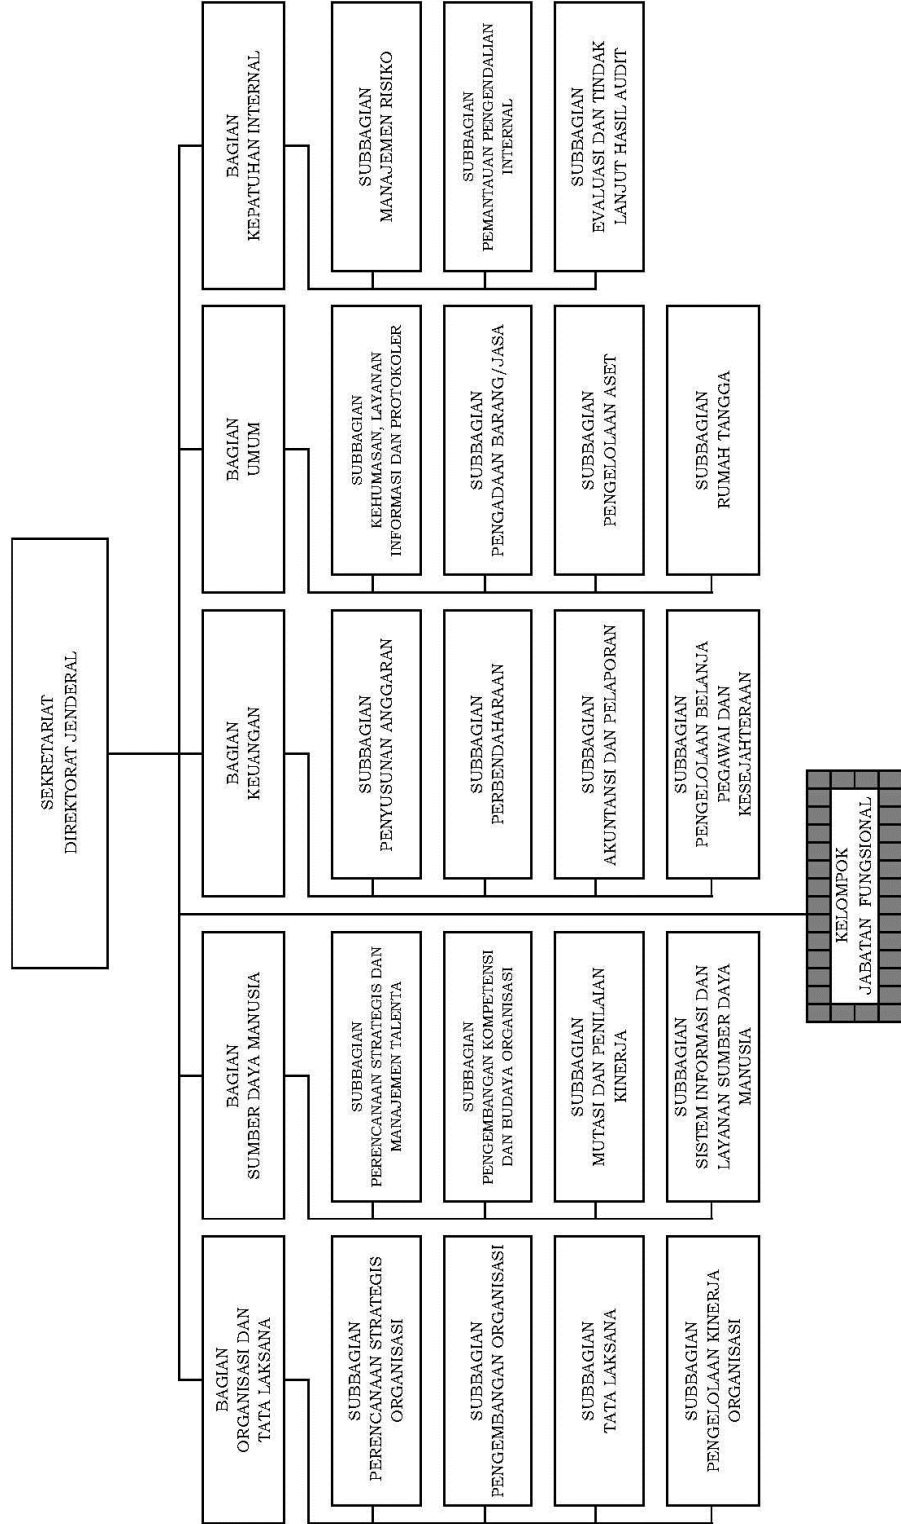 SEKRETARIAT
DIREKTORAT JENDERAL
BAGIAN
ORGANISASI DAN
TATA LAKSANA
SUBBAGIAN
PERENCANAAN STRATEGIS
ORGANISASI
SUBBAGIAN
PENGEMBANGAN ORGANISASI
SUBBAGIAN
TATA LAKSANA
SUBBAGIAN
PENGELOLAAN KINERJA
ORGANISASI
BAGIAN
SUMBER DAYA MANUSIA
SUBBAGIAN
PERENCANAAN STRATEGIS DAN
MANAJEMEN TALENTA
SUBBAGIAN
PENGEMBANGAN KOMPETENSI
DAN BUDAYA ORGANISASI
SUBBAGIAN
MUTASI DAN PENILAIAN
KINERJA
SUBBAGIAN
SISTEM INFORMASI DAN
LAYANAN SUMBER DAYA
MANUSIA
BAGIAN
KEUANGAN
SUBBAGIAN
PENYUSUNAN ANGGARAN
SUBBAGIAN
PERBENDAHARAAN
SUBBAGIAN
AKUNTANSI DAN PELAPORAN
SUBBAGIAN
PENGELOLAAN BELANJA
PEGAWAI DAN
KESEJAHTERAAN
BAGIAN
UMUM
SUBBAGIAN
KEHUMASAN, LAYANAN
INFORMASI DAN PROTOKOLER
SUBBAGIAN
PENGADAAN BARANG/JASA
SUBBAGIAN
PENGELOLAAN ASET
SUBBAGIAN
RUMAH TANGGA
BAGIAN
KEPATUHAN INTERNAL
SUBBAGIAN
MANAJEMEN RISIKO
SUBBAGIAN
PEMANTAUAN PENGENDALIAN
INTERNAL
SUBBAGIAN
EVALUASI DAN TINDAK
LANJUT HASIL AUDIT
KELOMPOK
JABATAN FUNGSIONAL